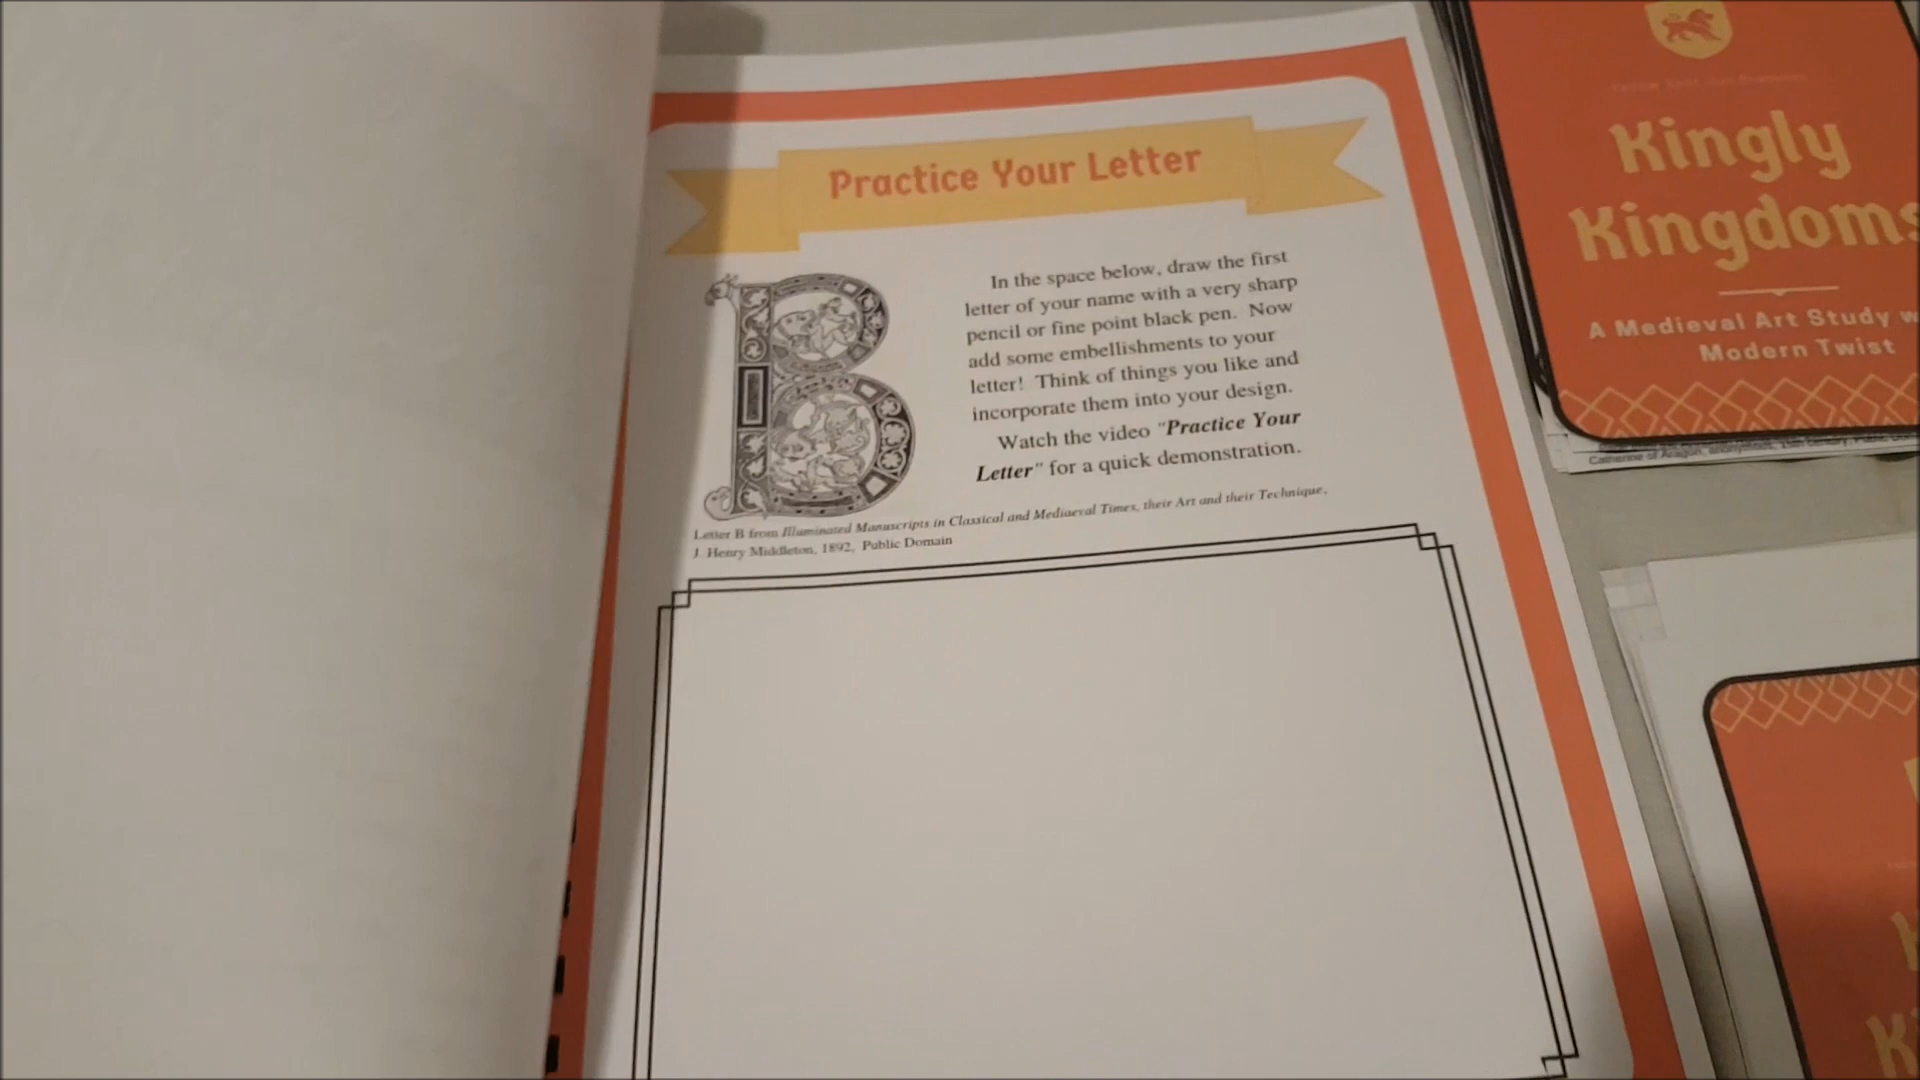 Practice Your Letter
In the space below, draw the first
letter of your name with a very sharp
pencil or fine point black pen. Now
add some embellishments to your
letter! Think of things you like and
incorporate them into your design.
Watch the video "Practice Your
Letter" for a quick demonstration.
Letter B from Illuminated Manuscripts in Classical and Mediaeval Times, their Art and their Technique,
J. Henry Middleton, 1892, Public Domain
Kingly
Kingdoms
A Medieval Art Study w
Modern Twist
Catherine of Aragon, anonymous,
K